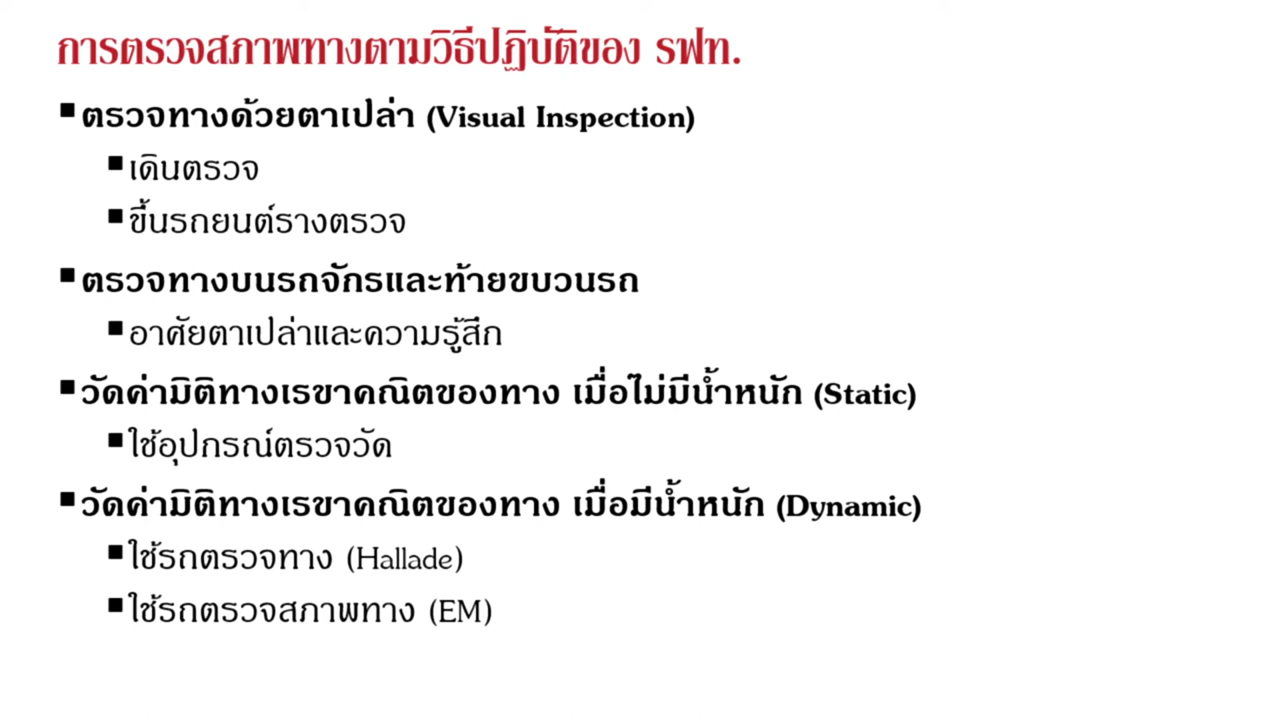 การตรวจสภาพทางตามวิธีปฏิบัติของ รฟท.
▪ตรวจทางด้วยตาเปล่า (Visual Inspection)
▪เดินตรวจ
▪ขึ้นรถยนต์รางตรวจ
▪ตรวจทางบนรถจักรและท้ายขบวนรถ
▪อาศัยตาเปล่าและความรู้สึก
▪วัดค่ามิติทางเรขาคณิตของทาง เมื่อไม่มีน้ำหนัก (Static)
▪ใช้อุปกรณ์ตรวจวัด
▪วัดค่ามิติทางเรขาคณิตของทาง เมื่อมีน้ำหนัก (Dynamic)
▪ใช้รถตรวจทาง (Hallade)
▪ใช้รถตรวจสภาพทาง (EM)